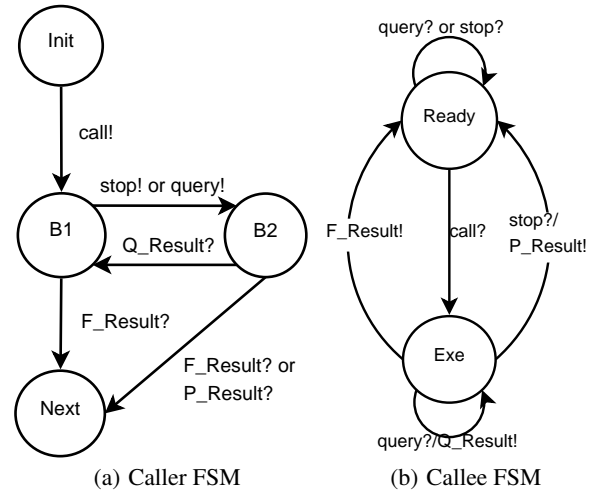 Init
call!
stop! or query!
B1
B2
Q_Result?
F_Result?
F_Result? or
P_Result?
Next
(a) Caller FSM
query? or stop?
Ready
F_Result!
call?
stop?/
P_Result!
Exe
query?/Q_Result!
(b) Callee FSM